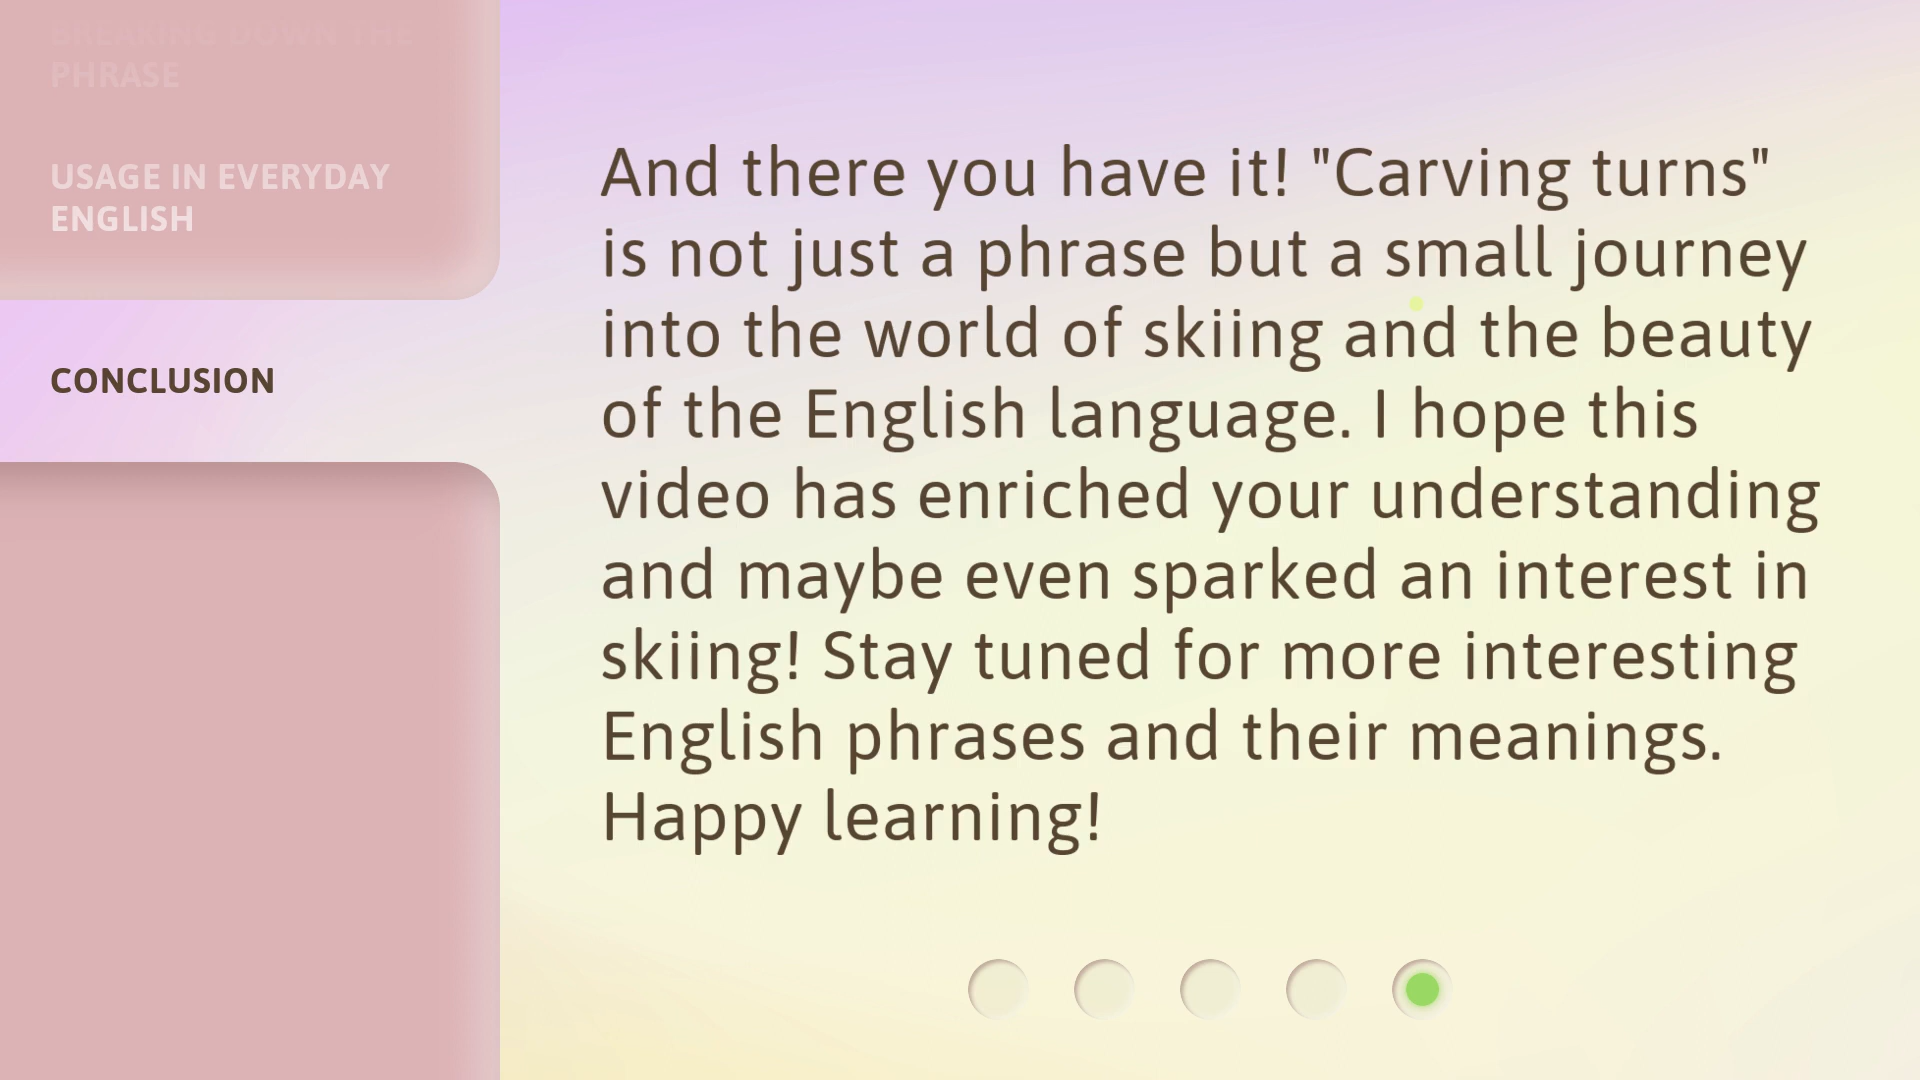 BREAKING DOWN THE
PHRASE
USAGE IN EVERYDAY
ENGLISH
CONCLUSION
And there you have it! "Carving turns"
is not just a phrase but a small journey
into the world of skiing and the beauty
of the English language. I hope this
video has enriched your understanding
and maybe even sparked an interest in
skiing! Stay tuned for more interesting
English phrases and their meanings.
Happy learning!